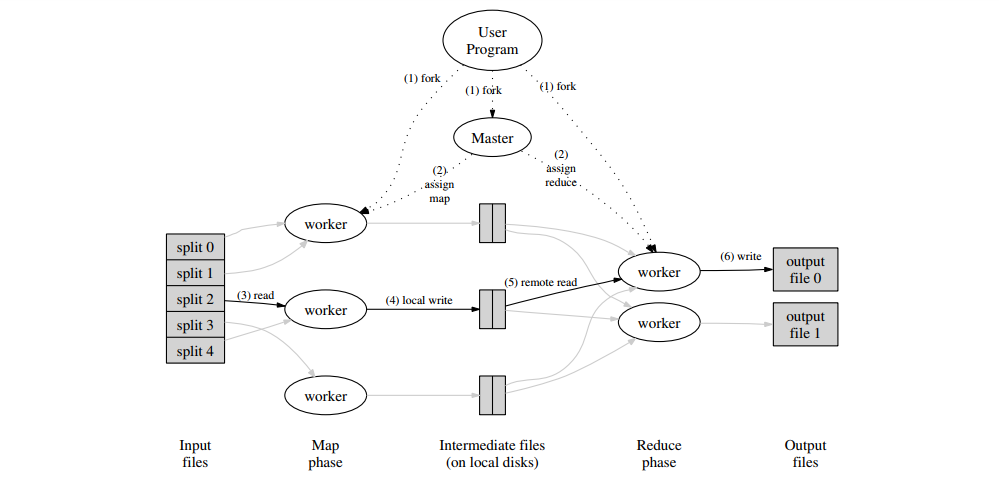 User
Program
(1) fork
(1) fork
(1) fork
Master
(2)
assign
map
(2)
assign
reduce
worker
split 0
split 1
split 2
split 3
split 4
(3) read
worker
(4) local write
(5) remote read
worker
(6) write
output
file 0
worker
output
file 1
worker
Input
files
Map
phase
Intermediate files
(on local disks)
Reduce
phase
Output
files